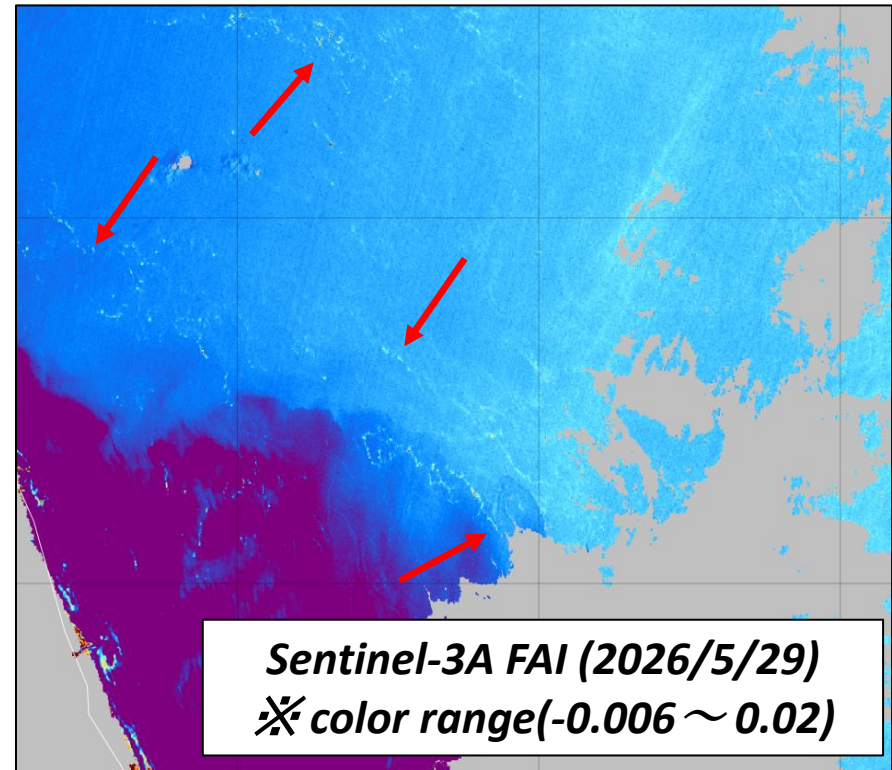 Sentinel-3A FAI (2026/5/29)
※ color range(-0.006～0.02)